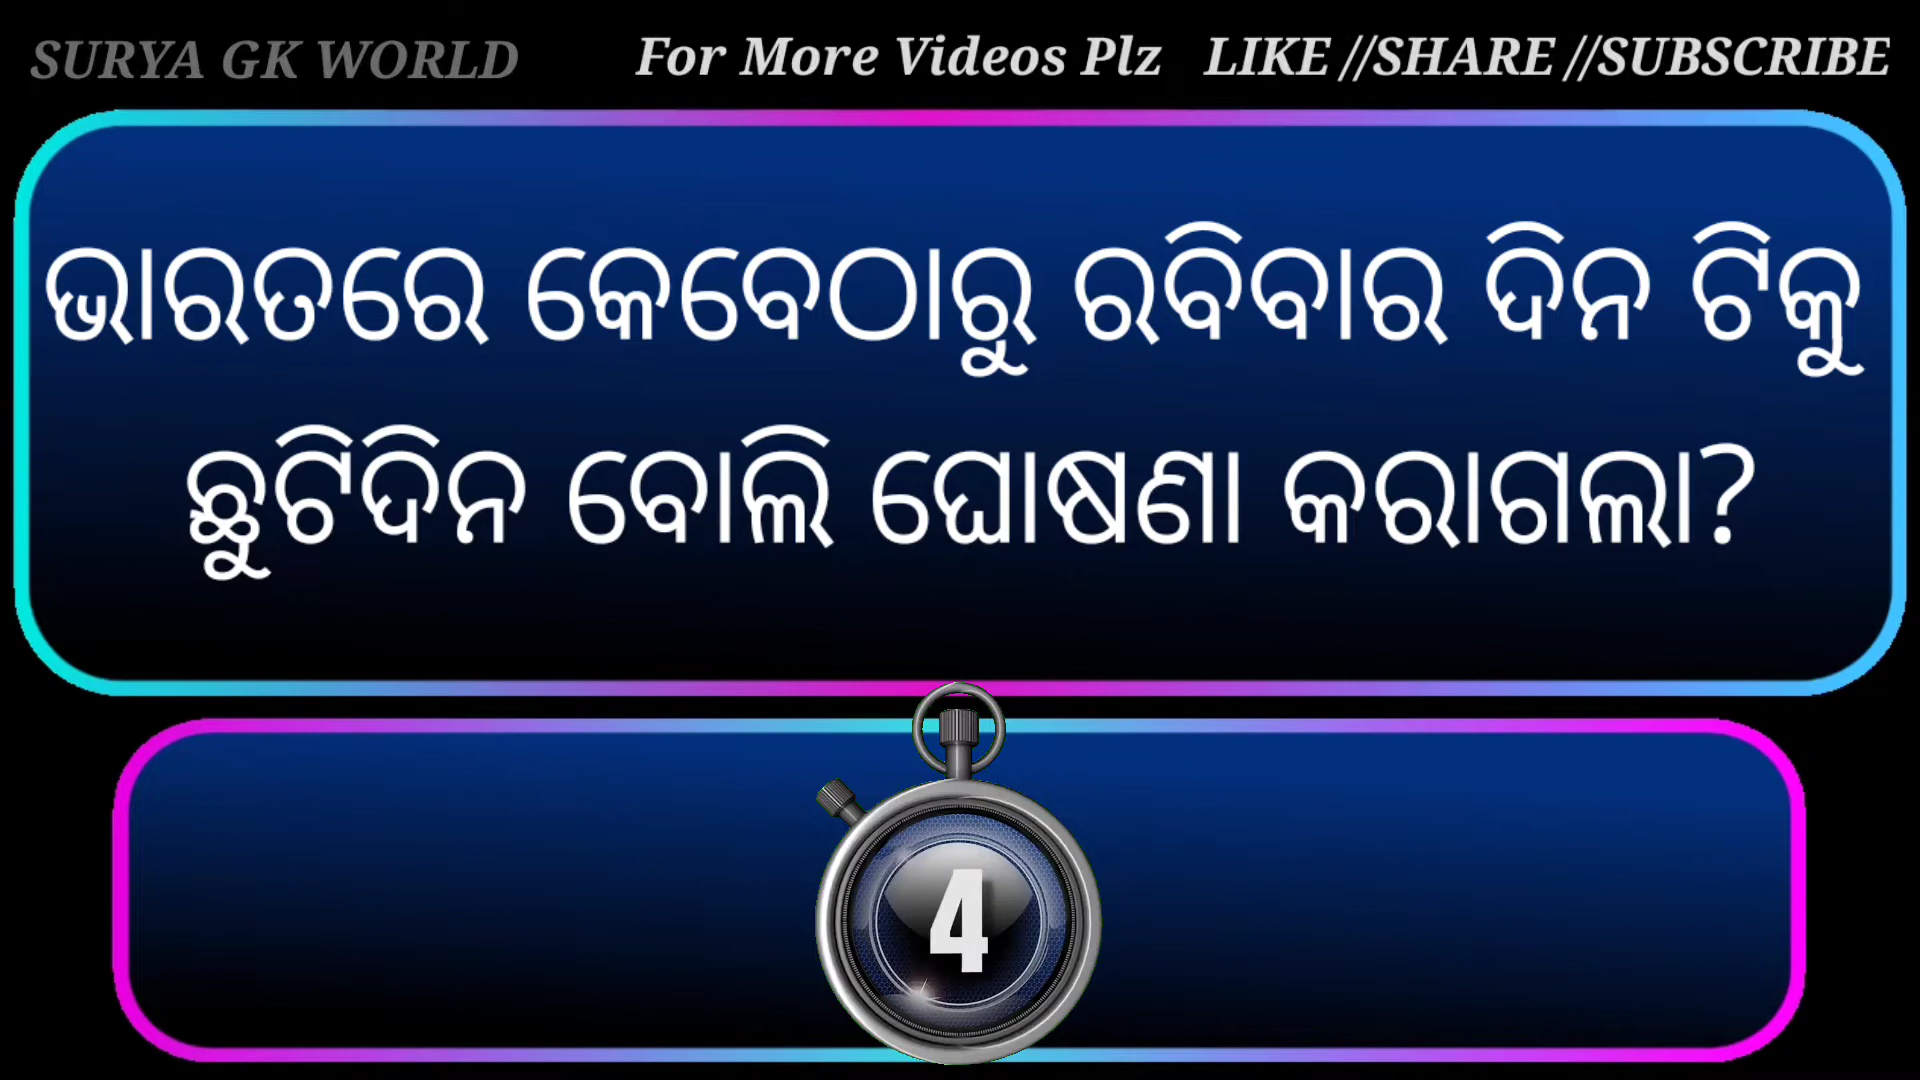 SURYA GK WORLD For More Videos Plz LIKE //SHARE //SUBSCRIBE
ଭାରତରେ କେବେଠାରୁ ରବିବାର ଦିନ ଟିକୁ
ଛୁଟିଦିନ ବୋଲି ଘୋଷଣା କରାଗଲା?
4